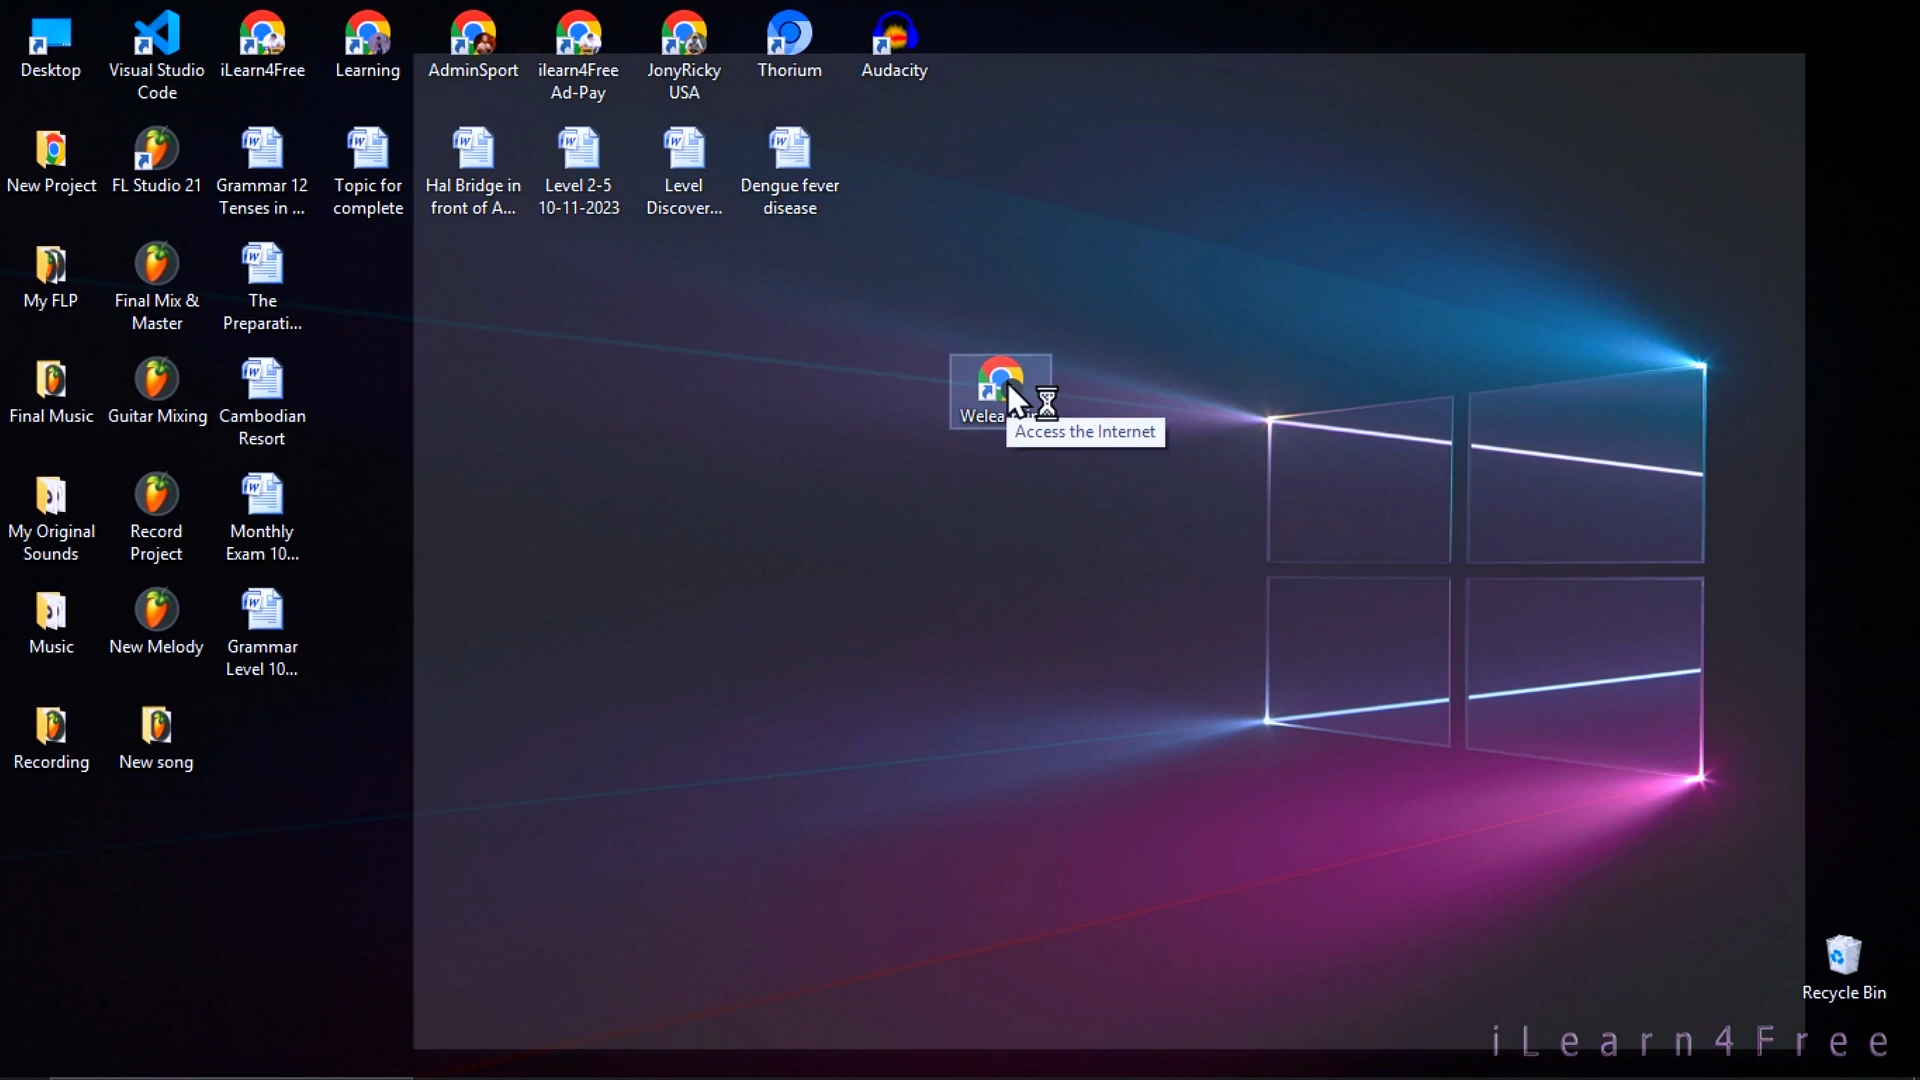 Desktop
Visual Studio
Code
iLearn4Free
Learning
AdminSport
ilearn4Free
Ad-Pay
JonyRicky
USA
Thorium
Audacity
New Project
FL Studio 21
Grammar 12
Tenses in ...
Topic for
complete
Hal Bridge in
front of A...
Level 2-5
10-11-2023
Level
Discover...
Dengue fever
disease
My FLP
Final Mix &
Master
The
Preparati...
Final Music
Guitar Mixing
Cambodian
Resort
Access the Internet
My Original
Sounds
Record
Project
Monthly
Exam 10...
Music
New Melody
Grammar
Level 10...
Recording
New song
Recycle Bin
iLearn4Free